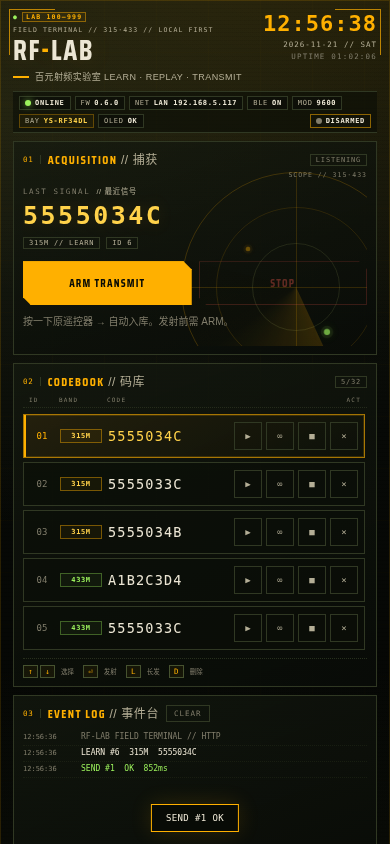 LAB 100—999
FIELD TERMINAL // 315·433 // LOCAL FIRST
RF-LAB
12:56:38
2026-11-21 // SAT
UPTIME 01:02:06
百元射频实验室 LEARN · REPLAY · TRANSMIT
ONLINE FW 0.6.0 NET LAN 192.168.5.117 BLE ON MOD 9600
BAY YS-RF34DL OLED OK DISARMED
01 ACQUISITION // 捕获 LISTENING
SCOPE // 315·433
LAST SIGNAL // 最近信号
5555034C
315M // LEARN ID 6
ARM TRANSMIT STOP
按一下原遥控器 → 自动入库。发射前需 ARM。
02 CODEBOOK // 码库 5/32
ID BAND CODE ACT
01 315M 5555034C ▶ ∞ ■ ×
02 315M 5555033C ▶ ∞ ■ ×
03 315M 5555034B ▶ ∞ ■ ×
04 433M A1B2C3D4 ▶ ∞ ■ ×
05 433M 5555033C ▶ ∞ ■ ×
↑ ↓ 选择 ⏎ 发射 L 长发 D 删除
03 EVENT LOG // 事件台 CLEAR
12:56:36 RF-LAB FIELD TERMINAL // HTTP
12:56:36 LEARN #6 315M 5555034C
12:56:36 SEND #1 OK 852ms
SEND #1 OK